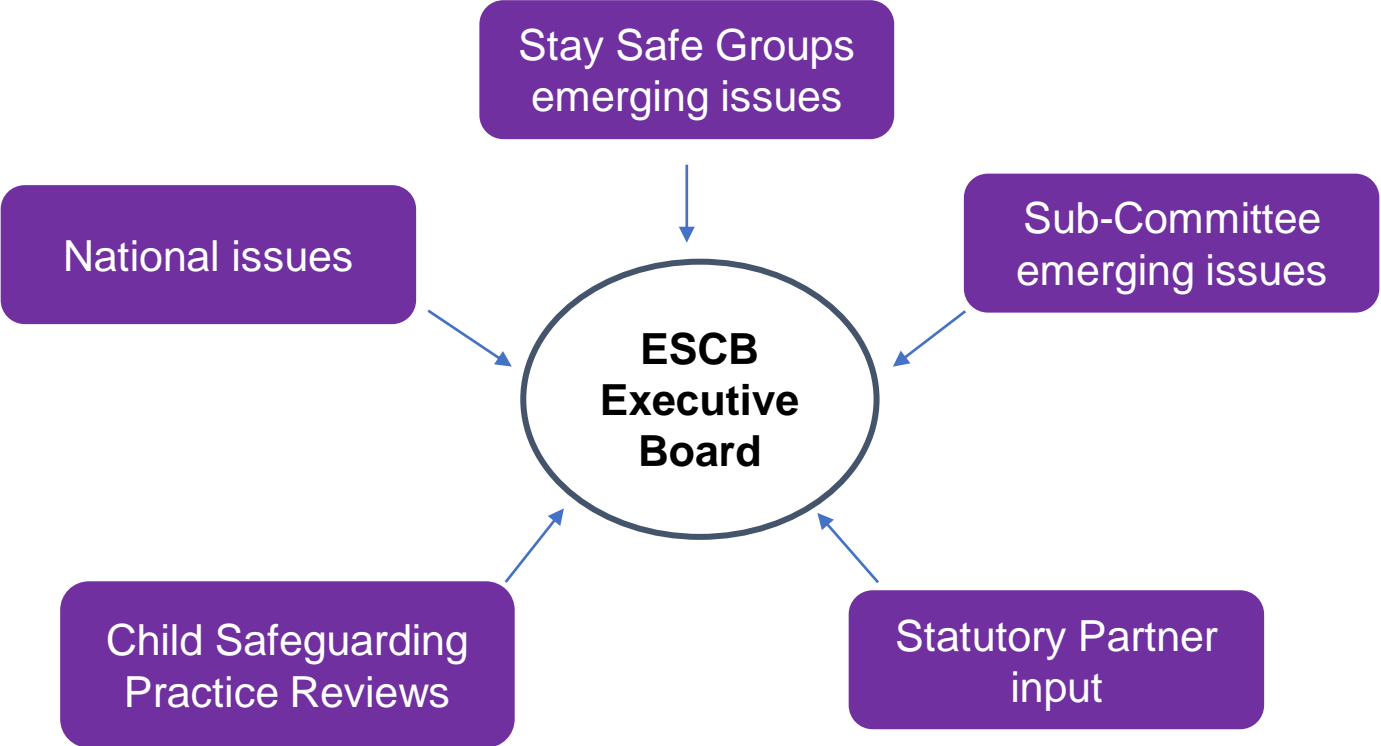 Stay Safe Groups
emerging issues
National issues
Sub-Committee
emerging issues
ESCB
Executive
Board
Child Safeguarding
Practice Reviews
Statutory Partner
input